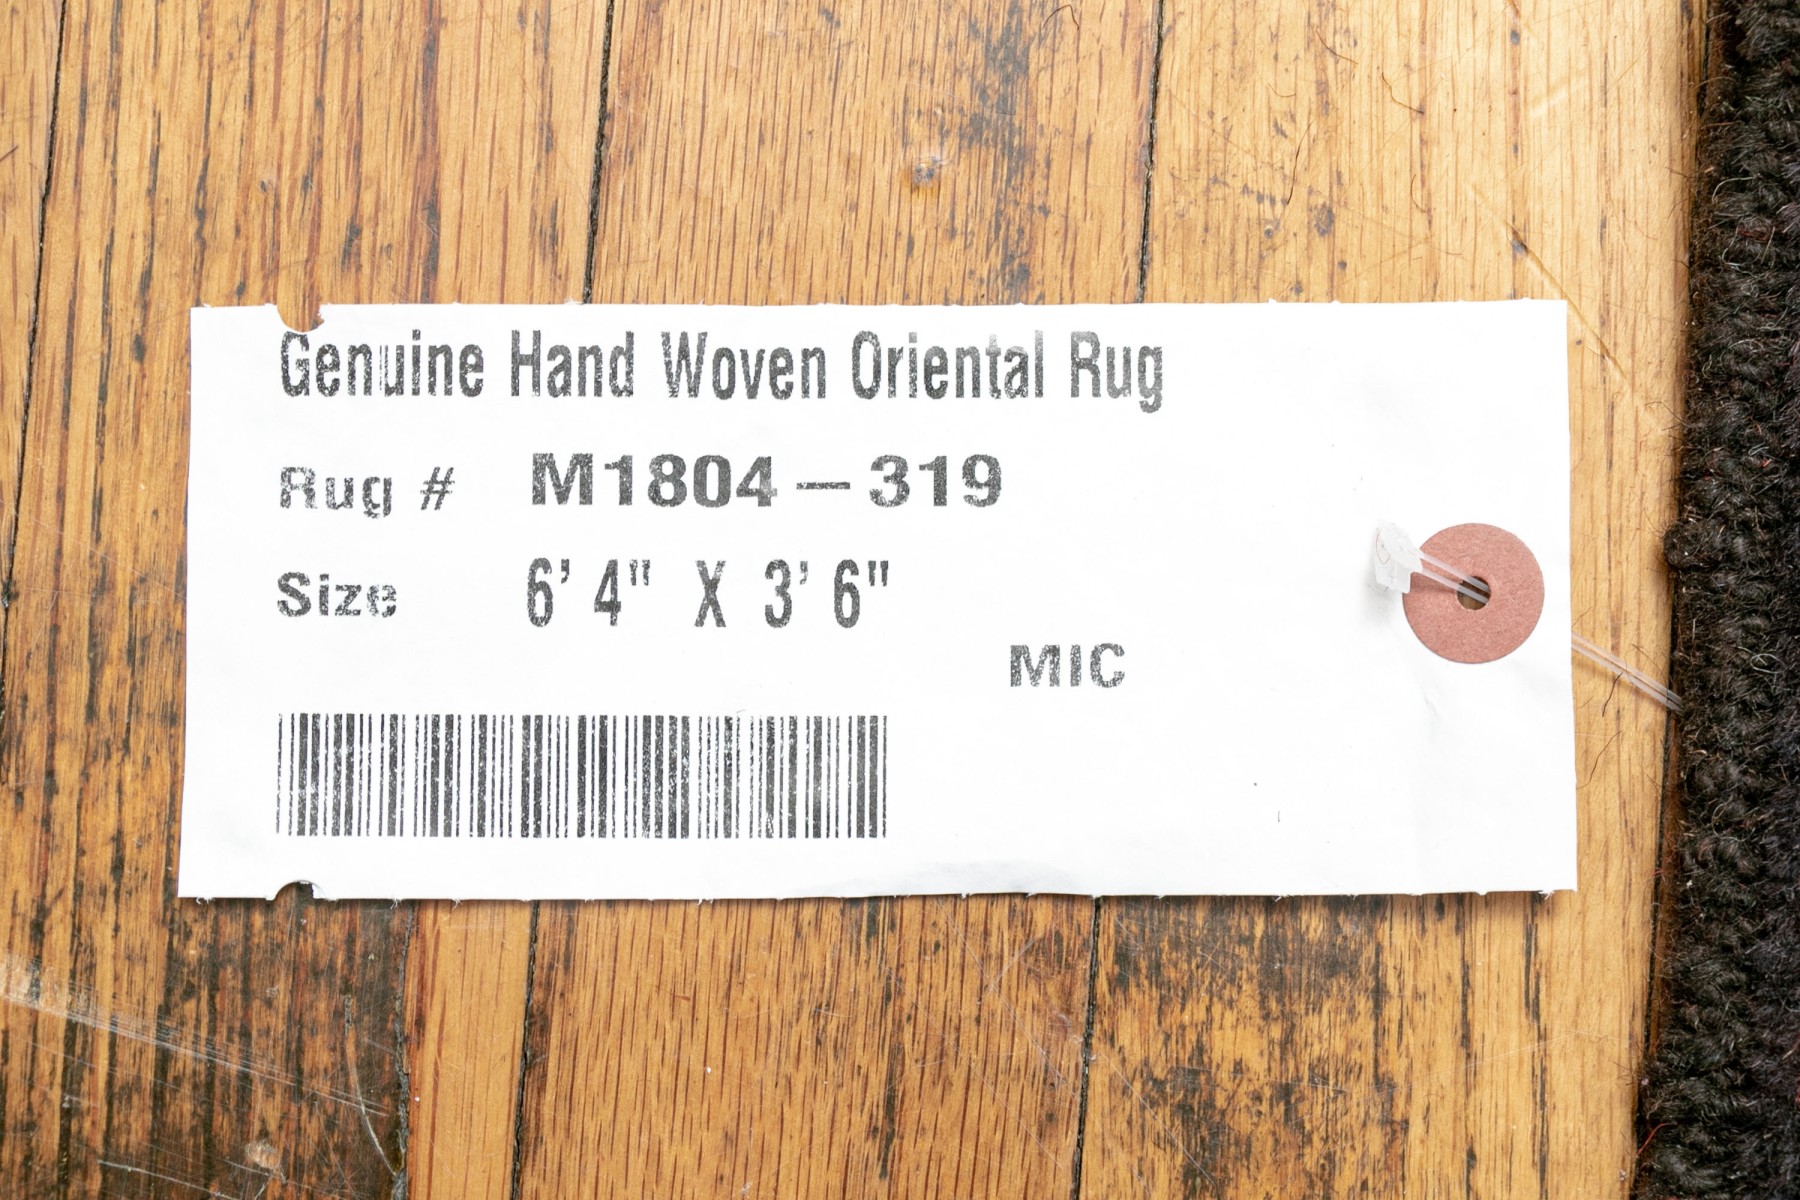 Genuine Hand Woven Oriental Rug
Rug # M1804-319
Size 6' 4" X 3' 6"
MIC